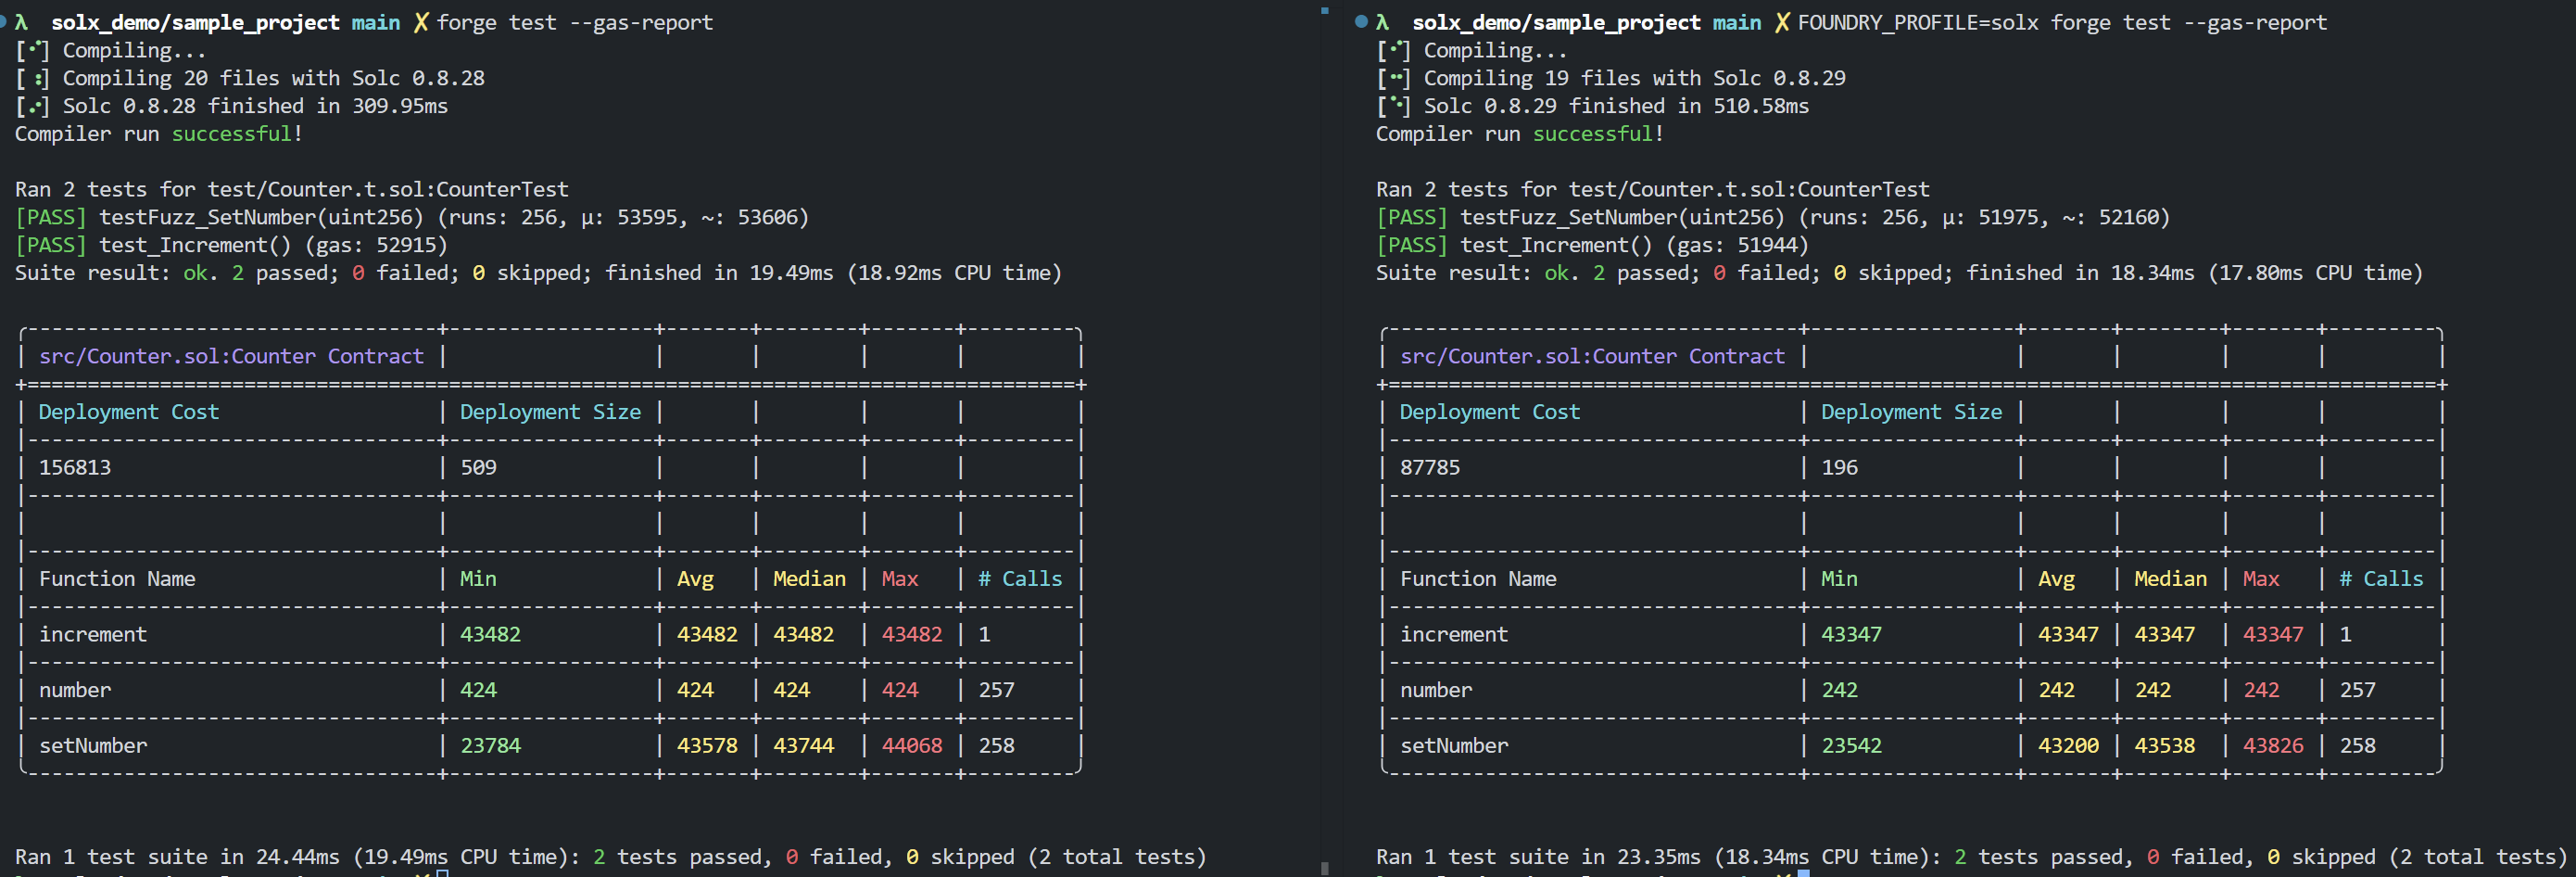 λ solx_demo/sample_project main ✗ forge test --gas-report
[⠊] Compiling...
[⠘] Compiling 20 files with Solc 0.8.28
[⠔] Solc 0.8.28 finished in 309.95ms
Compiler run successful!
Ran 2 tests for test/Counter.t.sol:CounterTest
[PASS] testFuzz_SetNumber(uint256) (runs: 256, μ: 53595, ~: 53606)
[PASS] test_Increment() (gas: 52915)
Suite result: ok. 2 passed; 0 failed; 0 skipped; finished in 19.49ms (18.92ms CPU time)
| src/Counter.sol:Counter Contract | | | | | |
| Deployment Cost | Deployment Size | | | | |
| 156813 | 509 | | | | |
| Function Name | Min | Avg | Median | Max | # Calls |
| increment | 43482 | 43482 | 43482 | 43482 | 1 |
| number | 424 | 424 | 424 | 424 | 257 |
| setNumber | 23784 | 43578 | 43744 | 44068 | 258 |
Ran 1 test suite in 24.44ms (19.49ms CPU time): 2 tests passed, 0 failed, 0 skipped (2 total tests)
λ solx_demo/sample_project main ✗ FOUNDRY_PROFILE=solx forge test --gas-report
[⠊] Compiling...
[⠒] Compiling 19 files with Solc 0.8.29
[⠑] Solc 0.8.29 finished in 510.58ms
Compiler run successful!
Ran 2 tests for test/Counter.t.sol:CounterTest
[PASS] testFuzz_SetNumber(uint256) (runs: 256, μ: 51975, ~: 52160)
[PASS] test_Increment() (gas: 51944)
Suite result: ok. 2 passed; 0 failed; 0 skipped; finished in 18.34ms (17.80ms CPU time)
| src/Counter.sol:Counter Contract | | | | | |
| Deployment Cost | Deployment Size | | | | |
| 87785 | 196 | | | | |
| Function Name | Min | Avg | Median | Max | # Calls |
| increment | 43347 | 43347 | 43347 | 43347 | 1 |
| number | 242 | 242 | 242 | 242 | 257 |
| setNumber | 23542 | 43200 | 43538 | 43826 | 258 |
Ran 1 test suite in 23.35ms (18.34ms CPU time): 2 tests passed, 0 failed, 0 skipped (2 total tests)